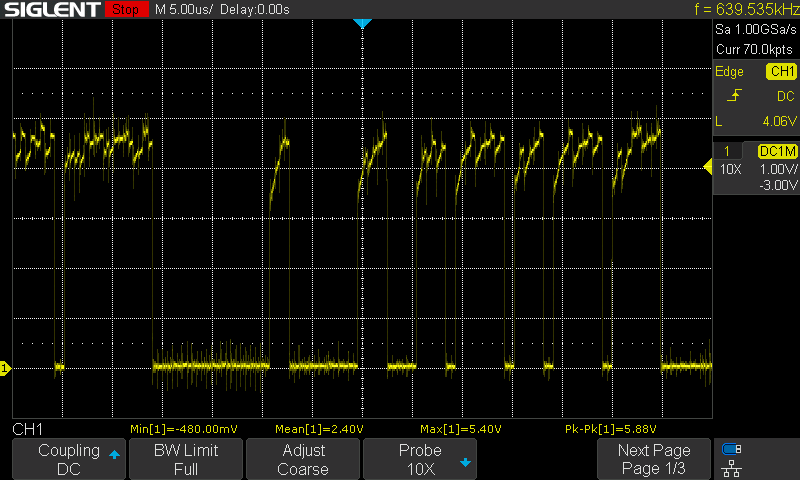 SIGLENT Stop M 5.00us/ Delay:0.00s f = 639.535kHz
Sa 1.00GSa/s
Curr 70.0kpts
Edge CH1
DC
L 4.06V
1 DC1M
10X 1.00V/
-3.00V
1
CH1 Min[1]=-480.00mV Mean[1]=2.40V Max[1]=5.40V Pk-Pk[1]=5.88V
Coupling BW Limit Adjust Probe Next Page
DC Full Coarse 10X Page 1/3